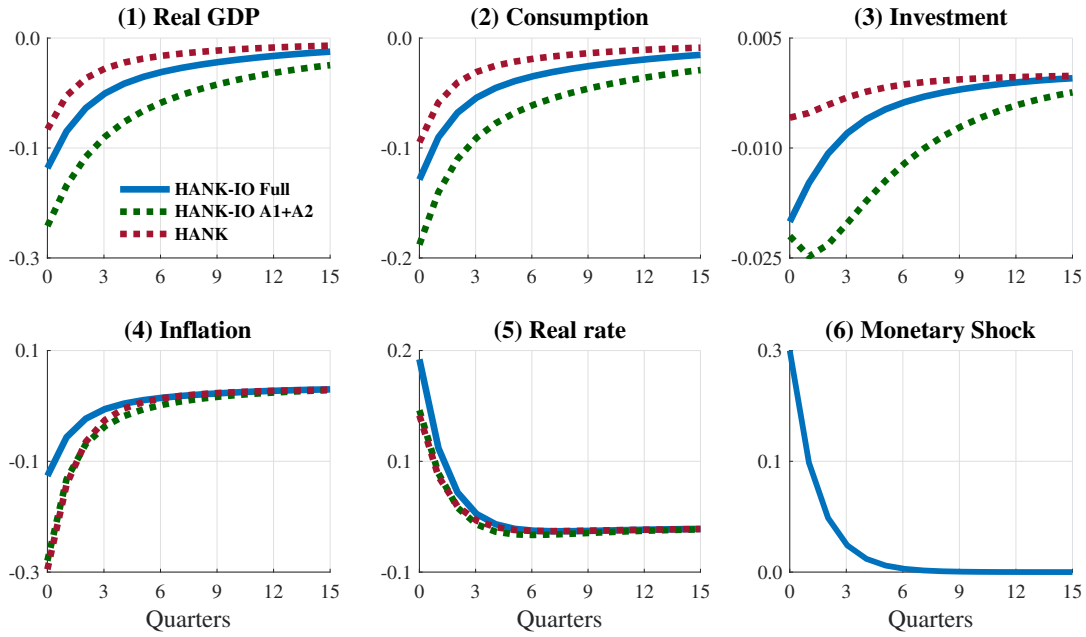 (1) Real GDP
0.0
-0.1
-0.3
0 3 6 9 12 15
HANK-IO Full
HANK-IO A1+A2
HANK
(2) Consumption
0.0
-0.1
-0.2
0 3 6 9 12 15
(3) Investment
0.005
-0.010
-0.025
0 3 6 9 12 15
(4) Inflation
0.1
-0.1
-0.3
0 3 6 9 12 15
Quarters
(5) Real rate
0.2
0.1
-0.1
0 3 6 9 12 15
Quarters
(6) Monetary Shock
0.3
0.1
0.0
0 3 6 9 12 15
Quarters